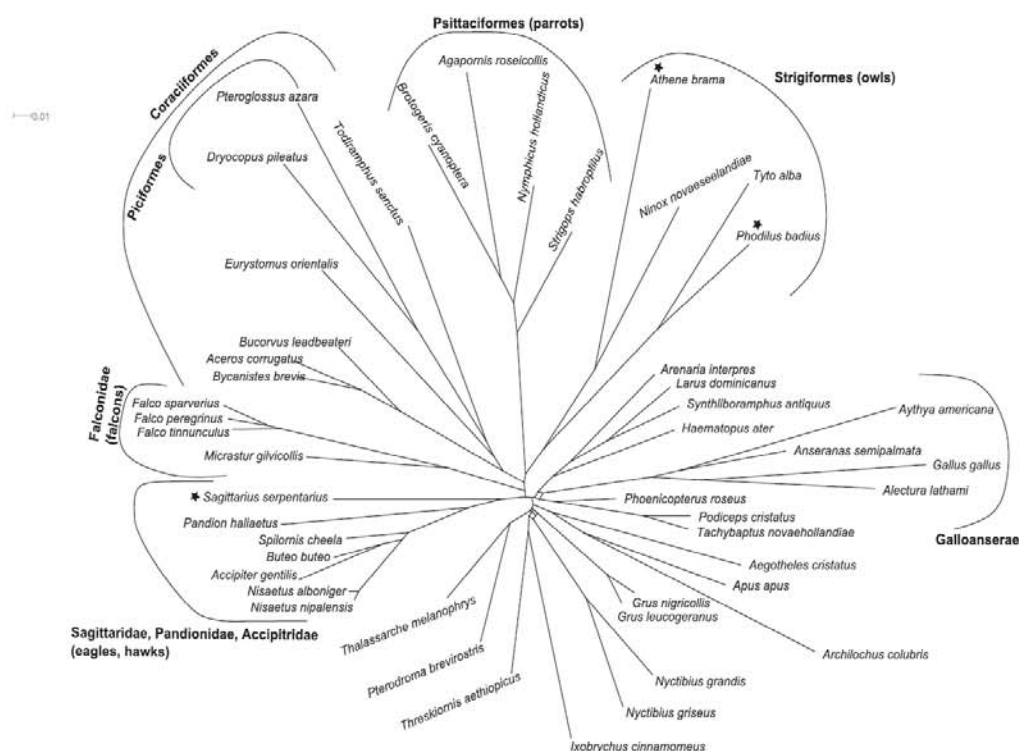 Psittaciformes (parrots)
Coraciiformes
Piciformes
Pteroglossus azara
Dryocopus pileatus
Todiramphus sanctus
Eurystomus orientalis
Bucorvus leadbeateri
Aceros corrugatus
Bycanistes brevis
Agapornis roseicollis
Brotogeris cyanoptera
Nymphicus hollandicus
Strigops habroptilus
Strigiformes (owls)
Athene brama
Ninox novaeseelandiae
Tyto alba
Phodilus badius
0.01
Falconidae
(falcons)
Falco sparverius
Falco peregrinus
Falco tinnunculus
Micrastur gilvicollis
Sagittarius serpentarius
Pandion haliaetus
Spilornis cheela
Buteo buteo
Accipiter gentilis
Nisaetus alboniger
Nisaetus nipalensis
Sagittaridae, Pandionidae, Accipitridae
(eagles, hawks)
Arenaria interpres
Larus dominicanus
Synthliboramphus antiquus
Haematopus ater
Aythya americana
Anseranas semipalmata
Gallus gallus
Alectura lathami
Galloanserae
Phoenicopterus roseus
Podiceps cristatus
Tachybaptus novaehollandiae
Aegotheles cristatus
Apus apus
Grus nigricollis
Grus leucogeranus
Archilochus colubris
Nyctibius grandis
Nyctibius griseus
Ixobrychus cinnamomeus
Threskiornis aethiopicus
Pterodroma brevirostris
Thalassarche melanophrys